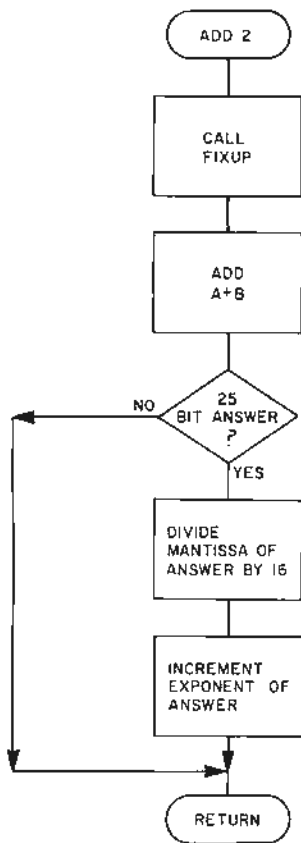 ADD 2
CALL
FIXUP
ADD
A+B
25
BIT ANSWER
?
NO
YES
DIVIDE
MANTISSA OF
ANSWER BY 16
INCREMENT
EXPONENT OF
ANSWER
RETURN